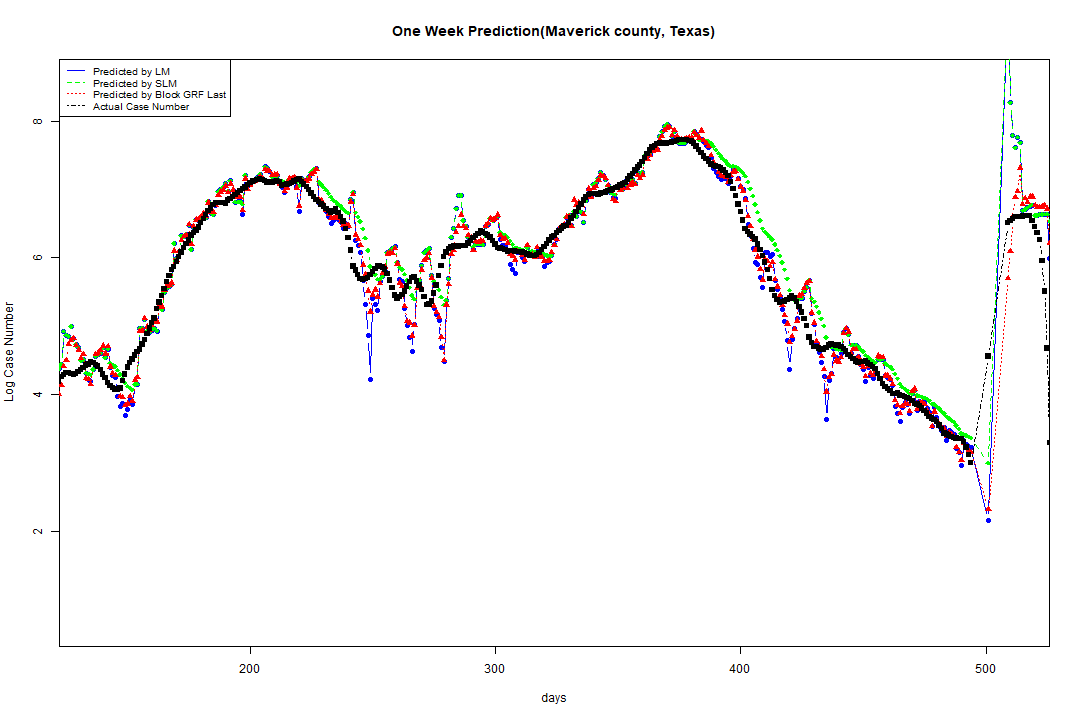 One Week Prediction(Maverick county, Texas)
Predicted by LM
Predicted by SLM
Predicted by Block GRF Last
Actual Case Number
Log Case Number
8
6
4
2
200 300 400 500
days